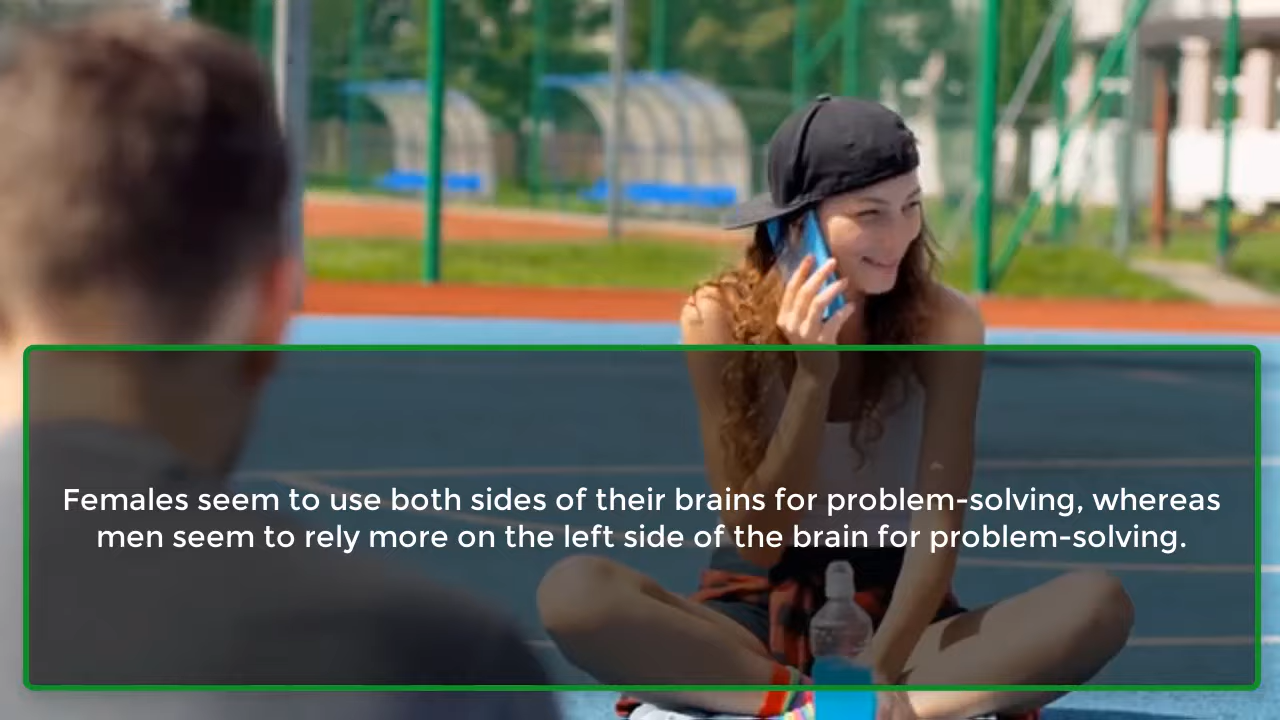 Females seem to use both sides of their brains for problem-solving, whereas
men seem to rely more on the left side of the brain for problem-solving.